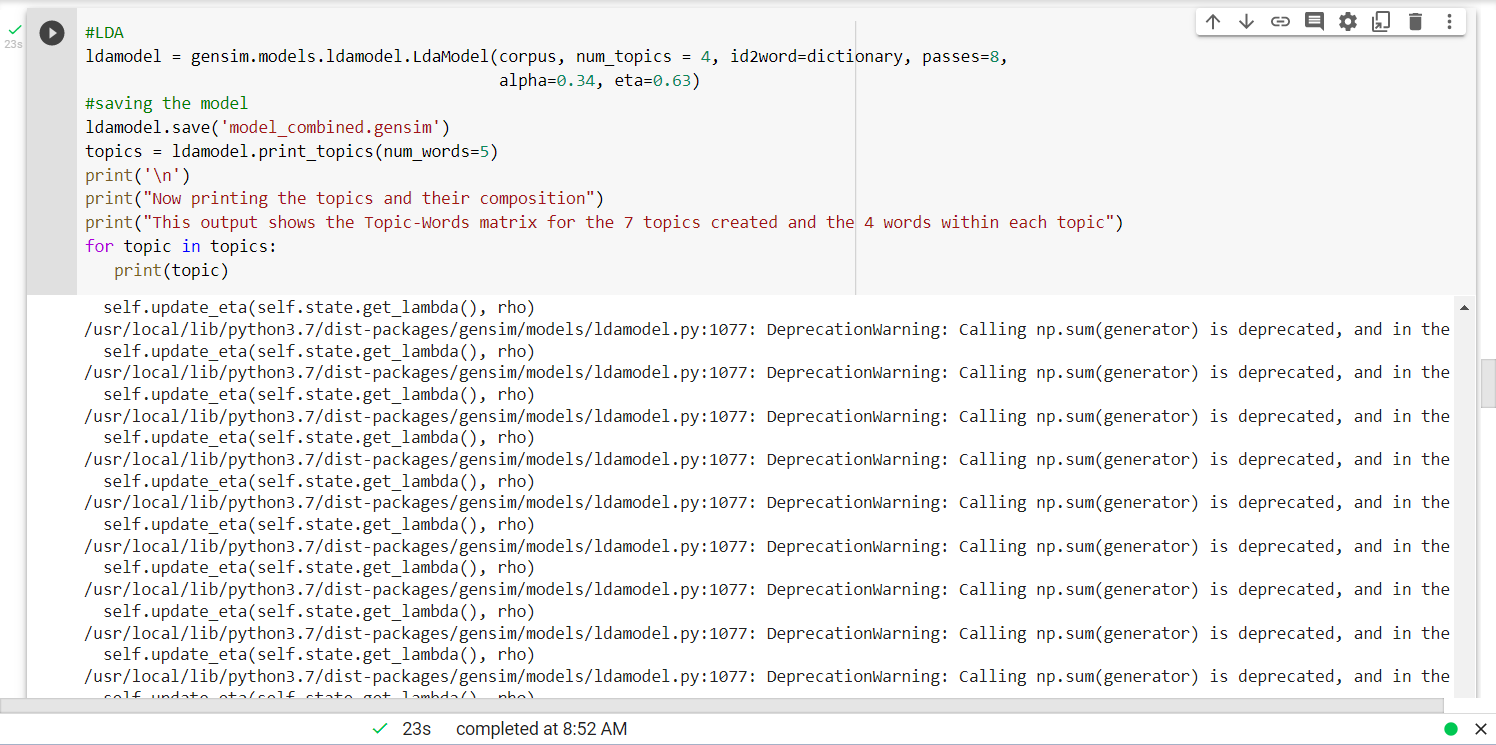 23s
#LDA
ldamodel = gensim.models.ldamodel.LdaModel(corpus, num_topics = 4, id2word=dictionary, passes=8,
alpha=0.34, eta=0.63)
#saving the model
ldamodel.save('model_combined.gensim')
topics = ldamodel.print_topics(num_words=5)
print('\n')
print("Now printing the topics and their composition")
print("This output shows the Topic-Words matrix for the 7 topics created and the 4 words within each topic")
for topic in topics:
print(topic)
self.update_eta(self.state.get_lambda(), rho)
/usr/local/lib/python3.7/dist-packages/gensim/models/ldamodel.py:1077: DeprecationWarning: Calling np.sum(generator) is deprecated, and in the
self.update_eta(self.state.get_lambda(), rho)
/usr/local/lib/python3.7/dist-packages/gensim/models/ldamodel.py:1077: DeprecationWarning: Calling np.sum(generator) is deprecated, and in the
self.update_eta(self.state.get_lambda(), rho)
/usr/local/lib/python3.7/dist-packages/gensim/models/ldamodel.py:1077: DeprecationWarning: Calling np.sum(generator) is deprecated, and in the
self.update_eta(self.state.get_lambda(), rho)
/usr/local/lib/python3.7/dist-packages/gensim/models/ldamodel.py:1077: DeprecationWarning: Calling np.sum(generator) is deprecated, and in the
self.update_eta(self.state.get_lambda(), rho)
/usr/local/lib/python3.7/dist-packages/gensim/models/ldamodel.py:1077: DeprecationWarning: Calling np.sum(generator) is deprecated, and in the
self.update_eta(self.state.get_lambda(), rho)
/usr/local/lib/python3.7/dist-packages/gensim/models/ldamodel.py:1077: DeprecationWarning: Calling np.sum(generator) is deprecated, and in the
self.update_eta(self.state.get_lambda(), rho)
/usr/local/lib/python3.7/dist-packages/gensim/models/ldamodel.py:1077: DeprecationWarning: Calling np.sum(generator) is deprecated, and in the
self.update_eta(self.state.get_lambda(), rho)
/usr/local/lib/python3.7/dist-packages/gensim/models/ldamodel.py:1077: DeprecationWarning: Calling np.sum(generator) is deprecated, and in the
self.update_eta(self.state.get_lambda(), rho)
/usr/local/lib/python3.7/dist-packages/gensim/models/ldamodel.py:1077: DeprecationWarning: Calling np.sum(generator) is deprecated, and in the
self.update_eta(self.state.get_lambda(), rho)
23s completed at 8:52 AM